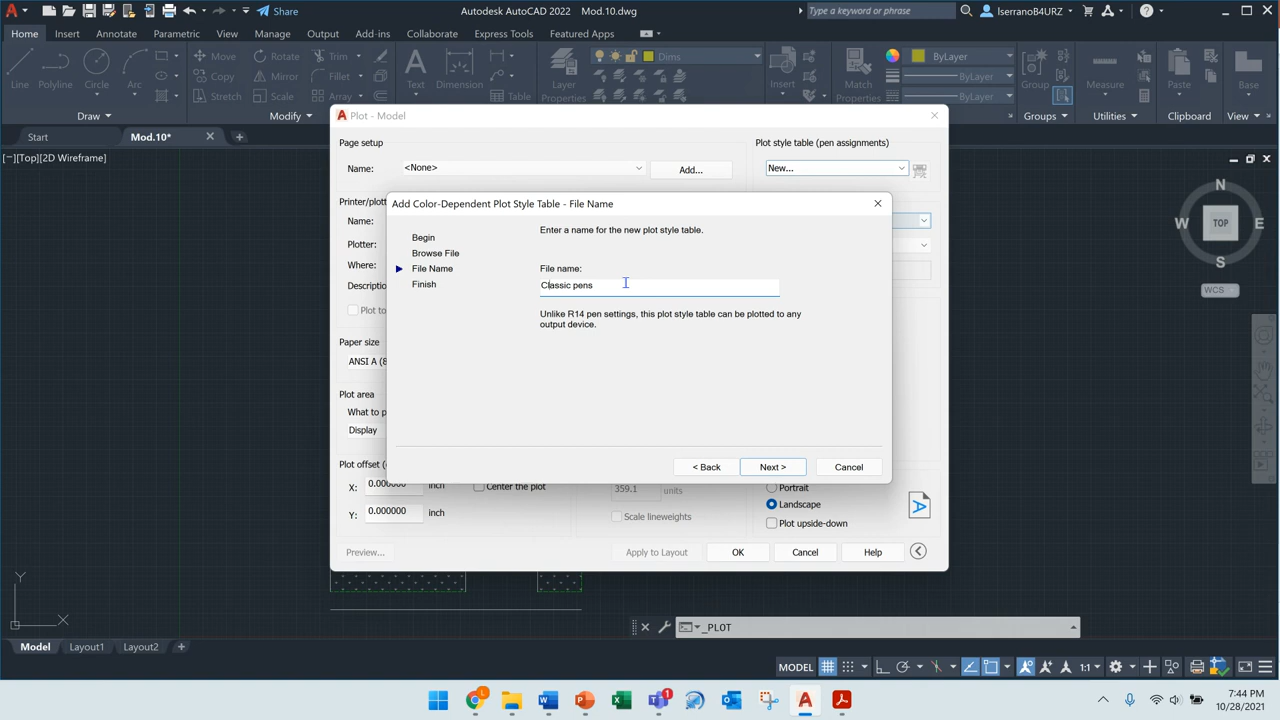 Share
Autodesk AutoCAD 2022 Mod.10.dwg
Type a keyword or phrase
lserranoB4URZ
Home Insert Annotate Parametric View Manage Output Add-ins Collaborate Express Tools Featured Apps
Line Polyline Circle Arc
Move Rotate Trim
Copy Mirror Fillet
Stretch Scale Array
Text Dimension Table
Layer Properties
Dims
Insert
Match Properties
ByLayer
ByLayer
ByLayer
Group
Measure
Paste
Base
Draw Modify Groups Utilities Clipboard View
Start Mod.10*
[−][Top][2D Wireframe]
Plot - Model
Page setup
Name: <None> Add...
Plot style table (pen assignments)
New...
Printer/plott
Name:
Plotter:
Where:
Descriptio
Plot to
Paper size
ANSI A (8
Plot area
What to p
Display
Plot offset (
X: 0.000000 inch
Center the plot
Y: 0.000000 inch
359.1 units
Scale lineweights
Portrait
Landscape
Plot upside-down
Preview... Apply to Layout OK Cancel Help
Add Color-Dependent Plot Style Table - File Name
Begin
Browse File
File Name
Finish
Enter a name for the new plot style table.
File name:
Classic pens
Unlike R14 pen settings, this plot style table can be plotted to any
output device.
< Back Next > Cancel
N
W TOP E
S
WCS
Y
X
_PLOT
Model Layout1 Layout2
MODEL 1:1
1
7:44 PM
10/28/2021